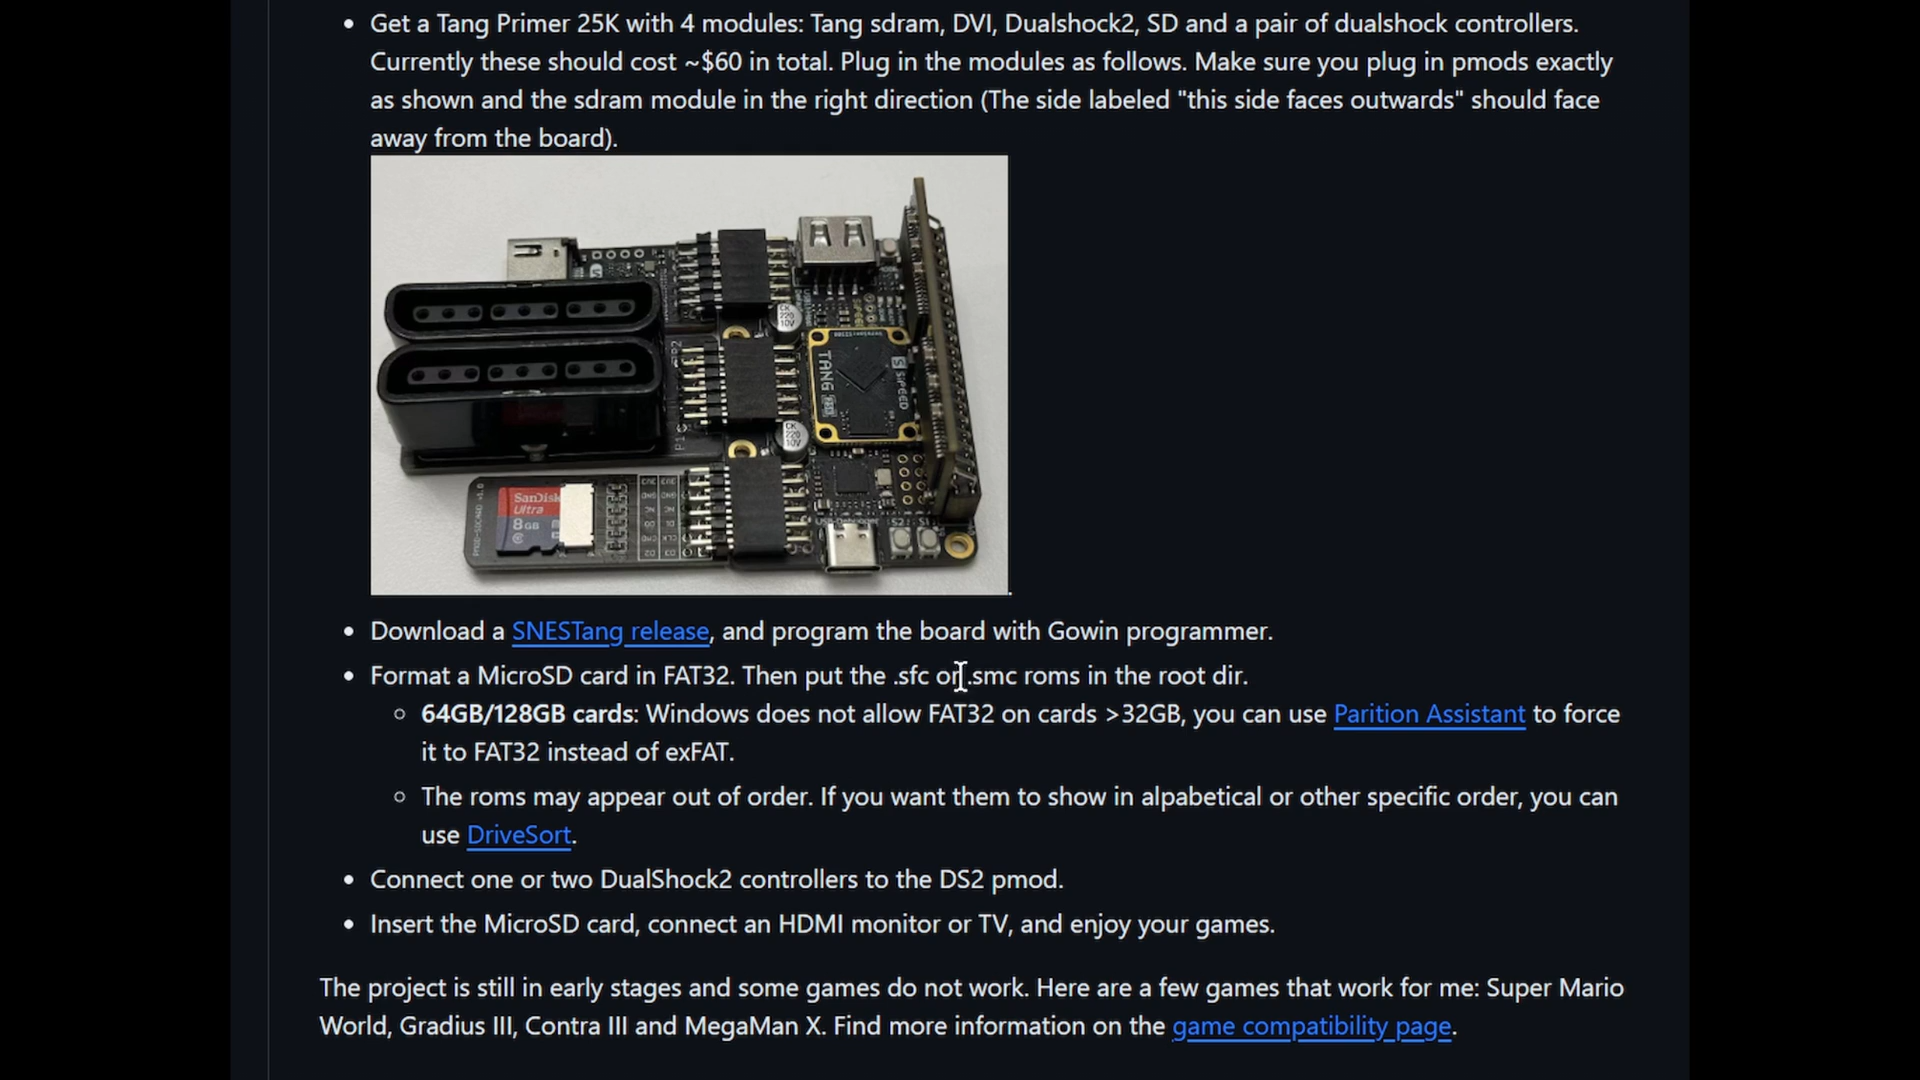 Get a Tang Primer 25K with 4 modules: Tang sdram, DVI, Dualshock2, SD and a pair of dualshock controllers.
Currently these should cost ~$60 in total. Plug in the modules as follows. Make sure you plug in pmods exactly
as shown and the sdram module in the right direction (The side labeled "this side faces outwards" should face
away from the board).
TANG
SiPEED
SanDisk
Ultra
8 GB
Download a SNESTang release, and program the board with Gowin programmer.
Format a MicroSD card in FAT32. Then put the .sfc or .smc roms in the root dir.
64GB/128GB cards: Windows does not allow FAT32 on cards >32GB, you can use Parition Assistant to force
it to FAT32 instead of exFAT.
The roms may appear out of order. If you want them to show in alpabetical or other specific order, you can
use DriveSort.
Connect one or two DualShock2 controllers to the DS2 pmod.
Insert the MicroSD card, connect an HDMI monitor or TV, and enjoy your games.
The project is still in early stages and some games do not work. Here are a few games that work for me: Super Mario
World, Gradius III, Contra III and MegaMan X. Find more information on the game compatibility page.